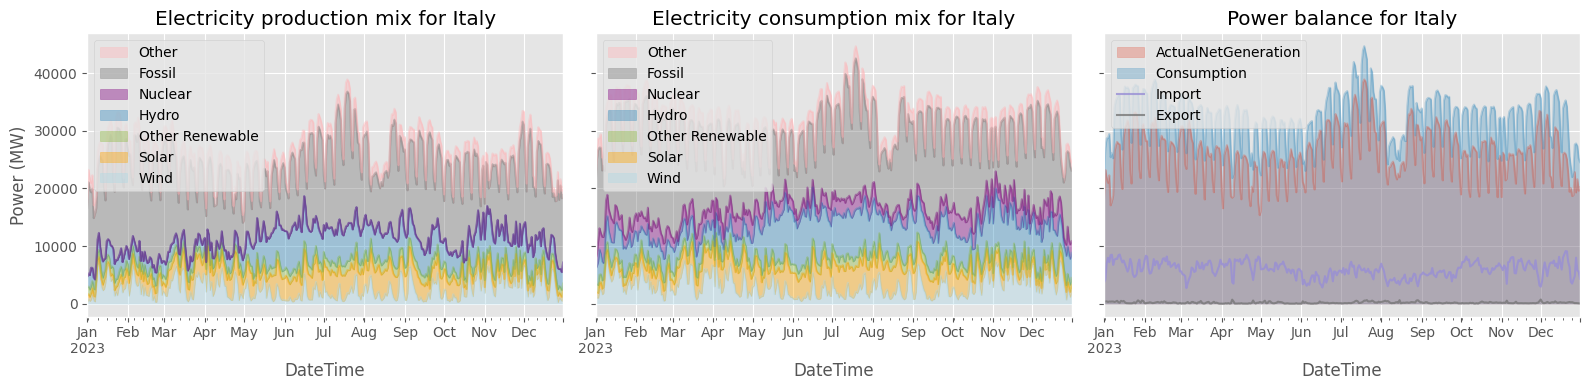 Electricity production mix for Italy
Other
Fossil
Nuclear
Hydro
Other Renewable
Solar
Wind
Power (MW)
40000
30000
20000
10000
0
Jan Feb Mar Apr May Jun Jul Aug Sep Oct Nov Dec
2023
DateTime
Electricity consumption mix for Italy
Other
Fossil
Nuclear
Hydro
Other Renewable
Solar
Wind
Jan Feb Mar Apr May Jun Jul Aug Sep Oct Nov Dec
2023
DateTime
Power balance for Italy
ActualNetGeneration
Consumption
Import
Export
Jan Feb Mar Apr May Jun Jul Aug Sep Oct Nov Dec
2023
DateTime